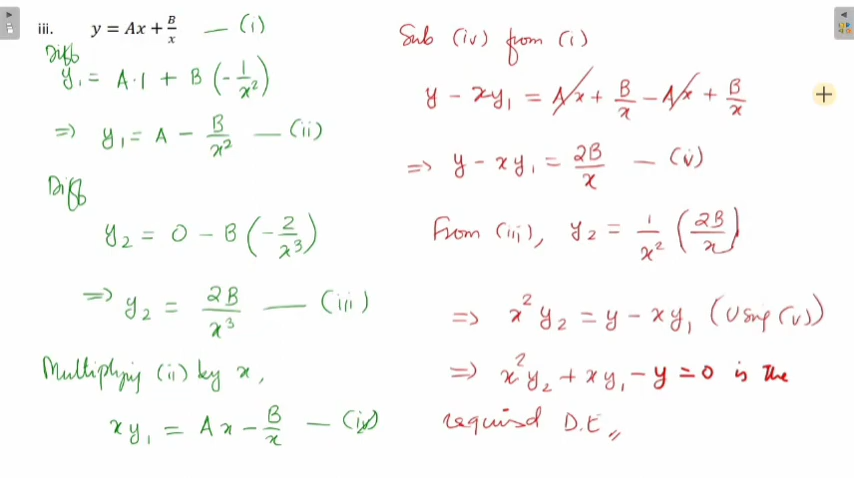 iii. y = Ax + B/x — (i)
Diff
y₁ = A·1 + B (-1/x²)
=> y₁ = A - B/x² — (ii)
Diff
y₂ = 0 - B (-2/x³)
=> y₂ = 2B/x³ — (iii)
Multiplying (ii) by x,
xy₁ = Ax - B/x — (iv)
Sub (iv) from (i)
y - xy₁ = Ax + B/x - Ax + B/x
=> y - xy₁ = 2B/x — (v)
From (iii), y₂ = 1/x² (2B/x)
=> x²y₂ = y - xy₁ (Using (v))
=> x²y₂ + xy₁ - y = 0 is the
required D.E,,